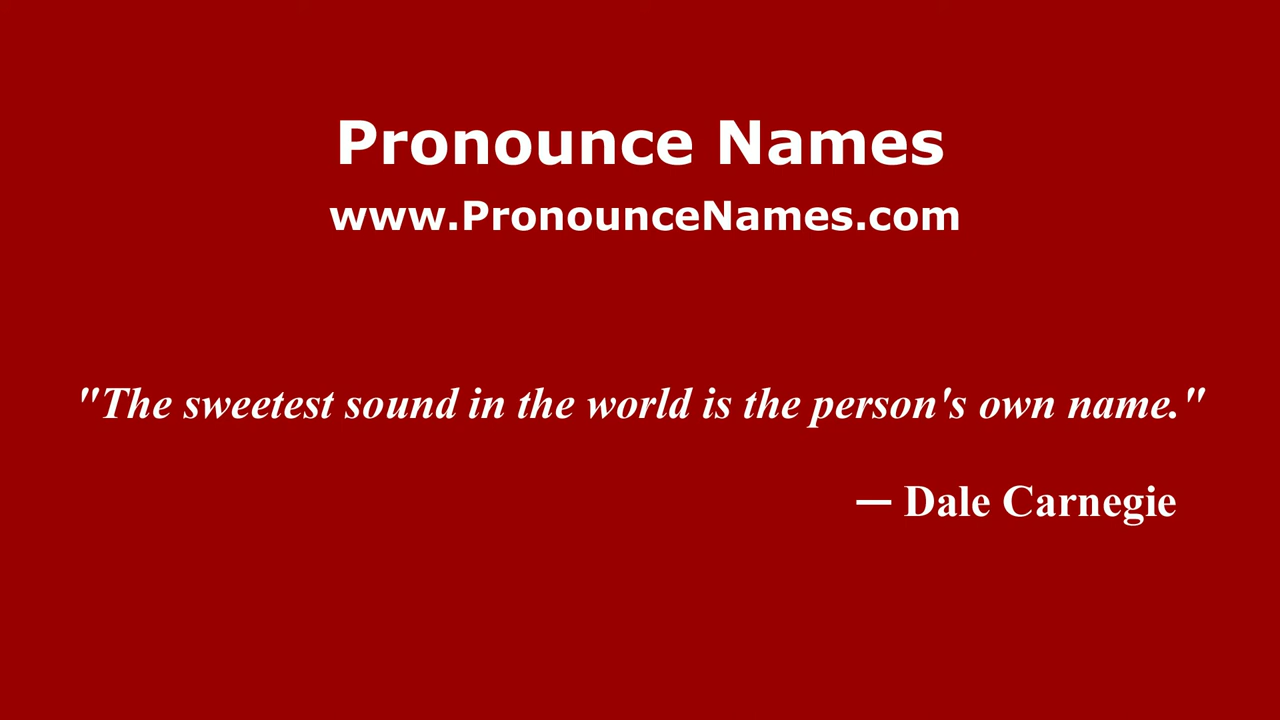 Pronounce Names
www.PronounceNames.com
"The sweetest sound in the world is the person's own name."
— Dale Carnegie